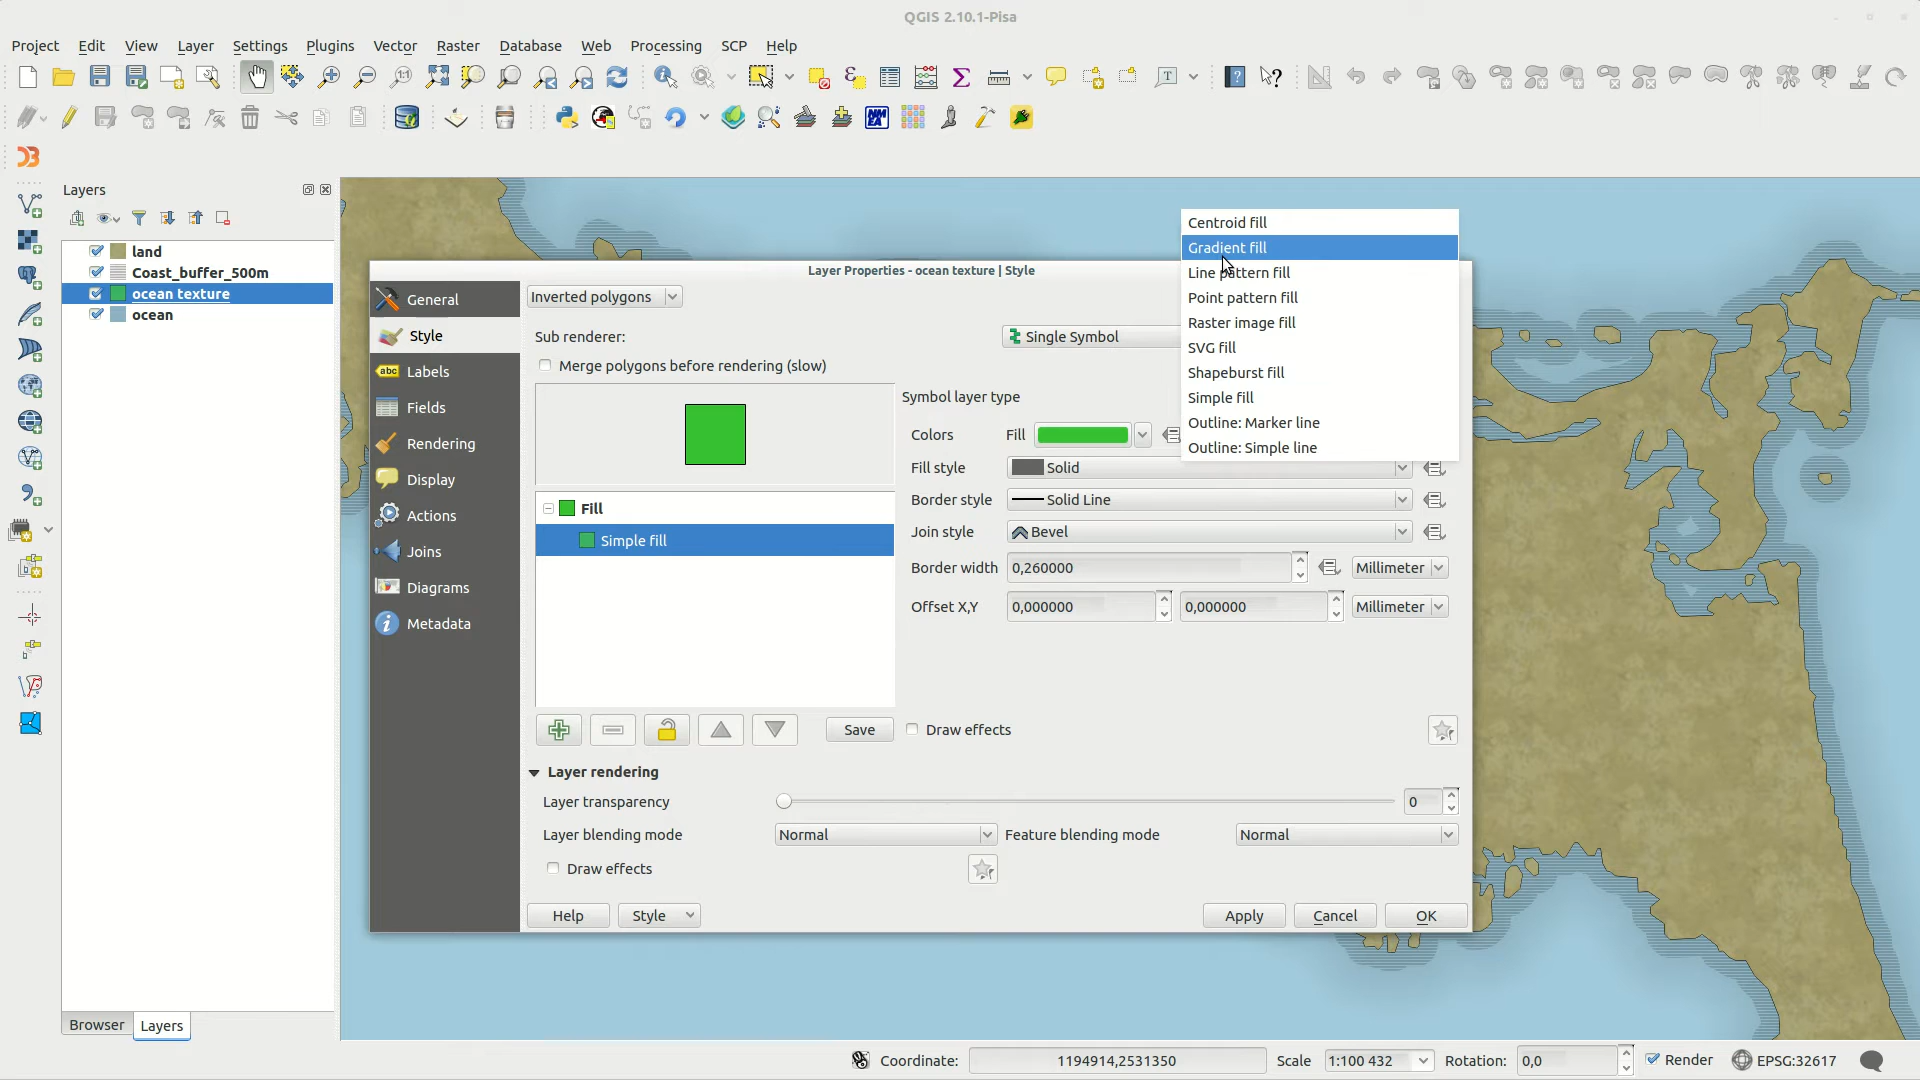 QGIS 2.10.1-Pisa
Project Edit View Layer Settings Plugins Vector Raster Database Web Processing SCP Help
Layers
land
Coast_buffer_500m
ocean texture
ocean
Browser Layers
Layer Properties - ocean texture | Style
General
Style
Labels
Fields
Rendering
Display
Actions
Joins
Diagrams
Metadata
Inverted polygons
Sub renderer:
Single Symbol
Merge polygons before rendering (slow)
Fill
Simple fill
Symbol layer type
Centroid fill
Gradient fill
Line pattern fill
Point pattern fill
Raster image fill
SVG fill
Shapeburst fill
Simple fill
Outline: Marker line
Outline: Simple line
Colors Fill
Fill style Solid
Border style Solid Line
Join style Bevel
Border width 0,260000 Millimeter
Offset X,Y 0,000000 0,000000 Millimeter
Save Draw effects
Layer rendering
Layer transparency 0
Layer blending mode Normal Feature blending mode Normal
Draw effects
Help Style Apply Cancel OK
Coordinate: 1194914,2531350 Scale 1:100 432 Rotation: 0,0 Render EPSG:32617